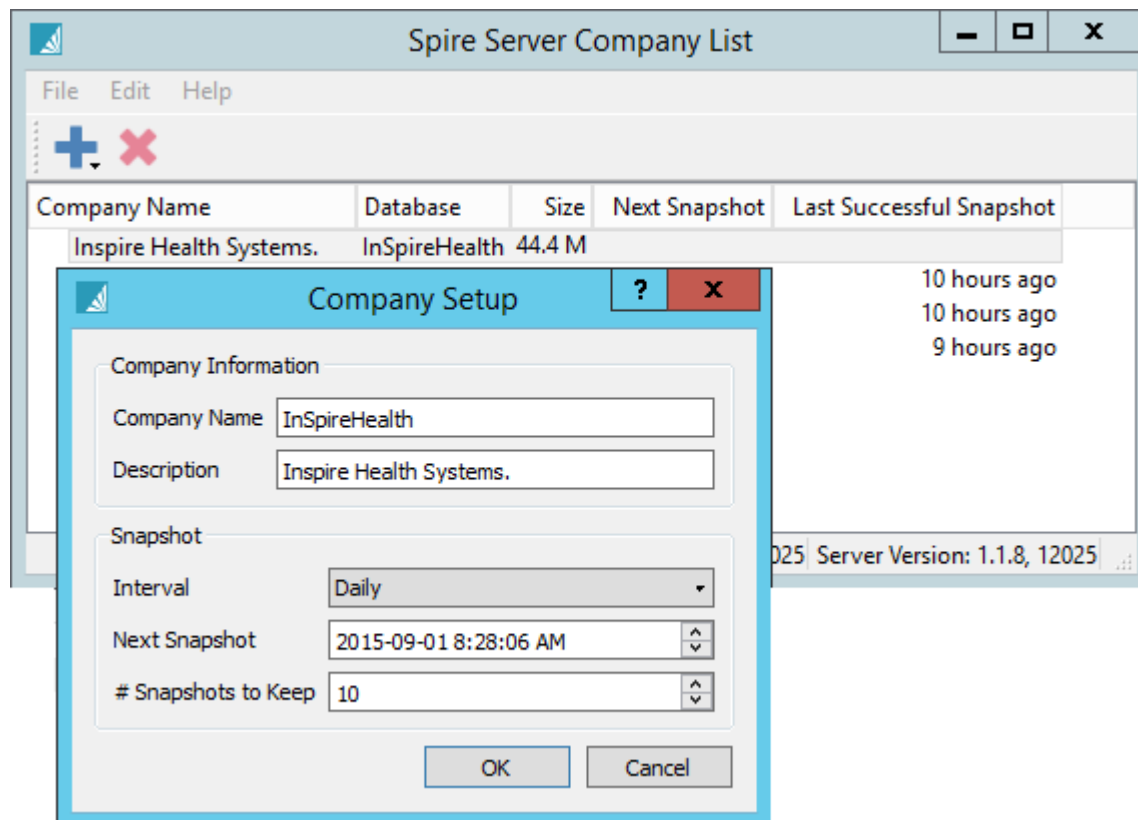 Spire Server Company List
File Edit Help
Company Name Database Size Next Snapshot Last Successful Snapshot
Inspire Health Systems. InSpireHealth 44.4 M
10 hours ago
10 hours ago
9 hours ago
? x
Company Setup
Company Information
Company Name InSpireHealth
Description Inspire Health Systems.
Snapshot
Interval Daily
Next Snapshot 2015-09-01 8:28:06 AM
# Snapshots to Keep 10
OK Cancel
025 Server Version: 1.1.8, 12025